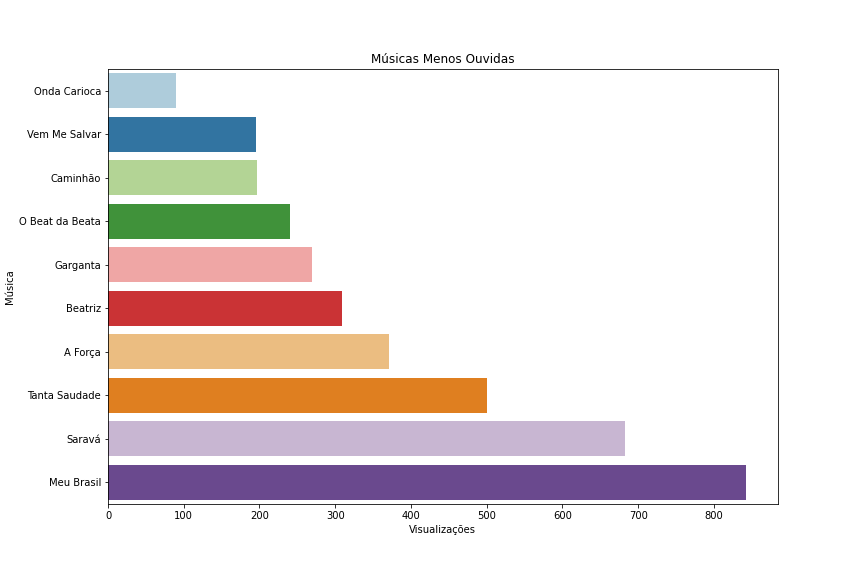 Músicas Menos Ouvidas
Onda Carioca
Vem Me Salvar
Caminhão
O Beat da Beata
Garganta
Beatriz
A Força
Tanta Saudade
Saravá
Meu Brasil
Música
0 100 200 300 400 500 600 700 800
Visualizações